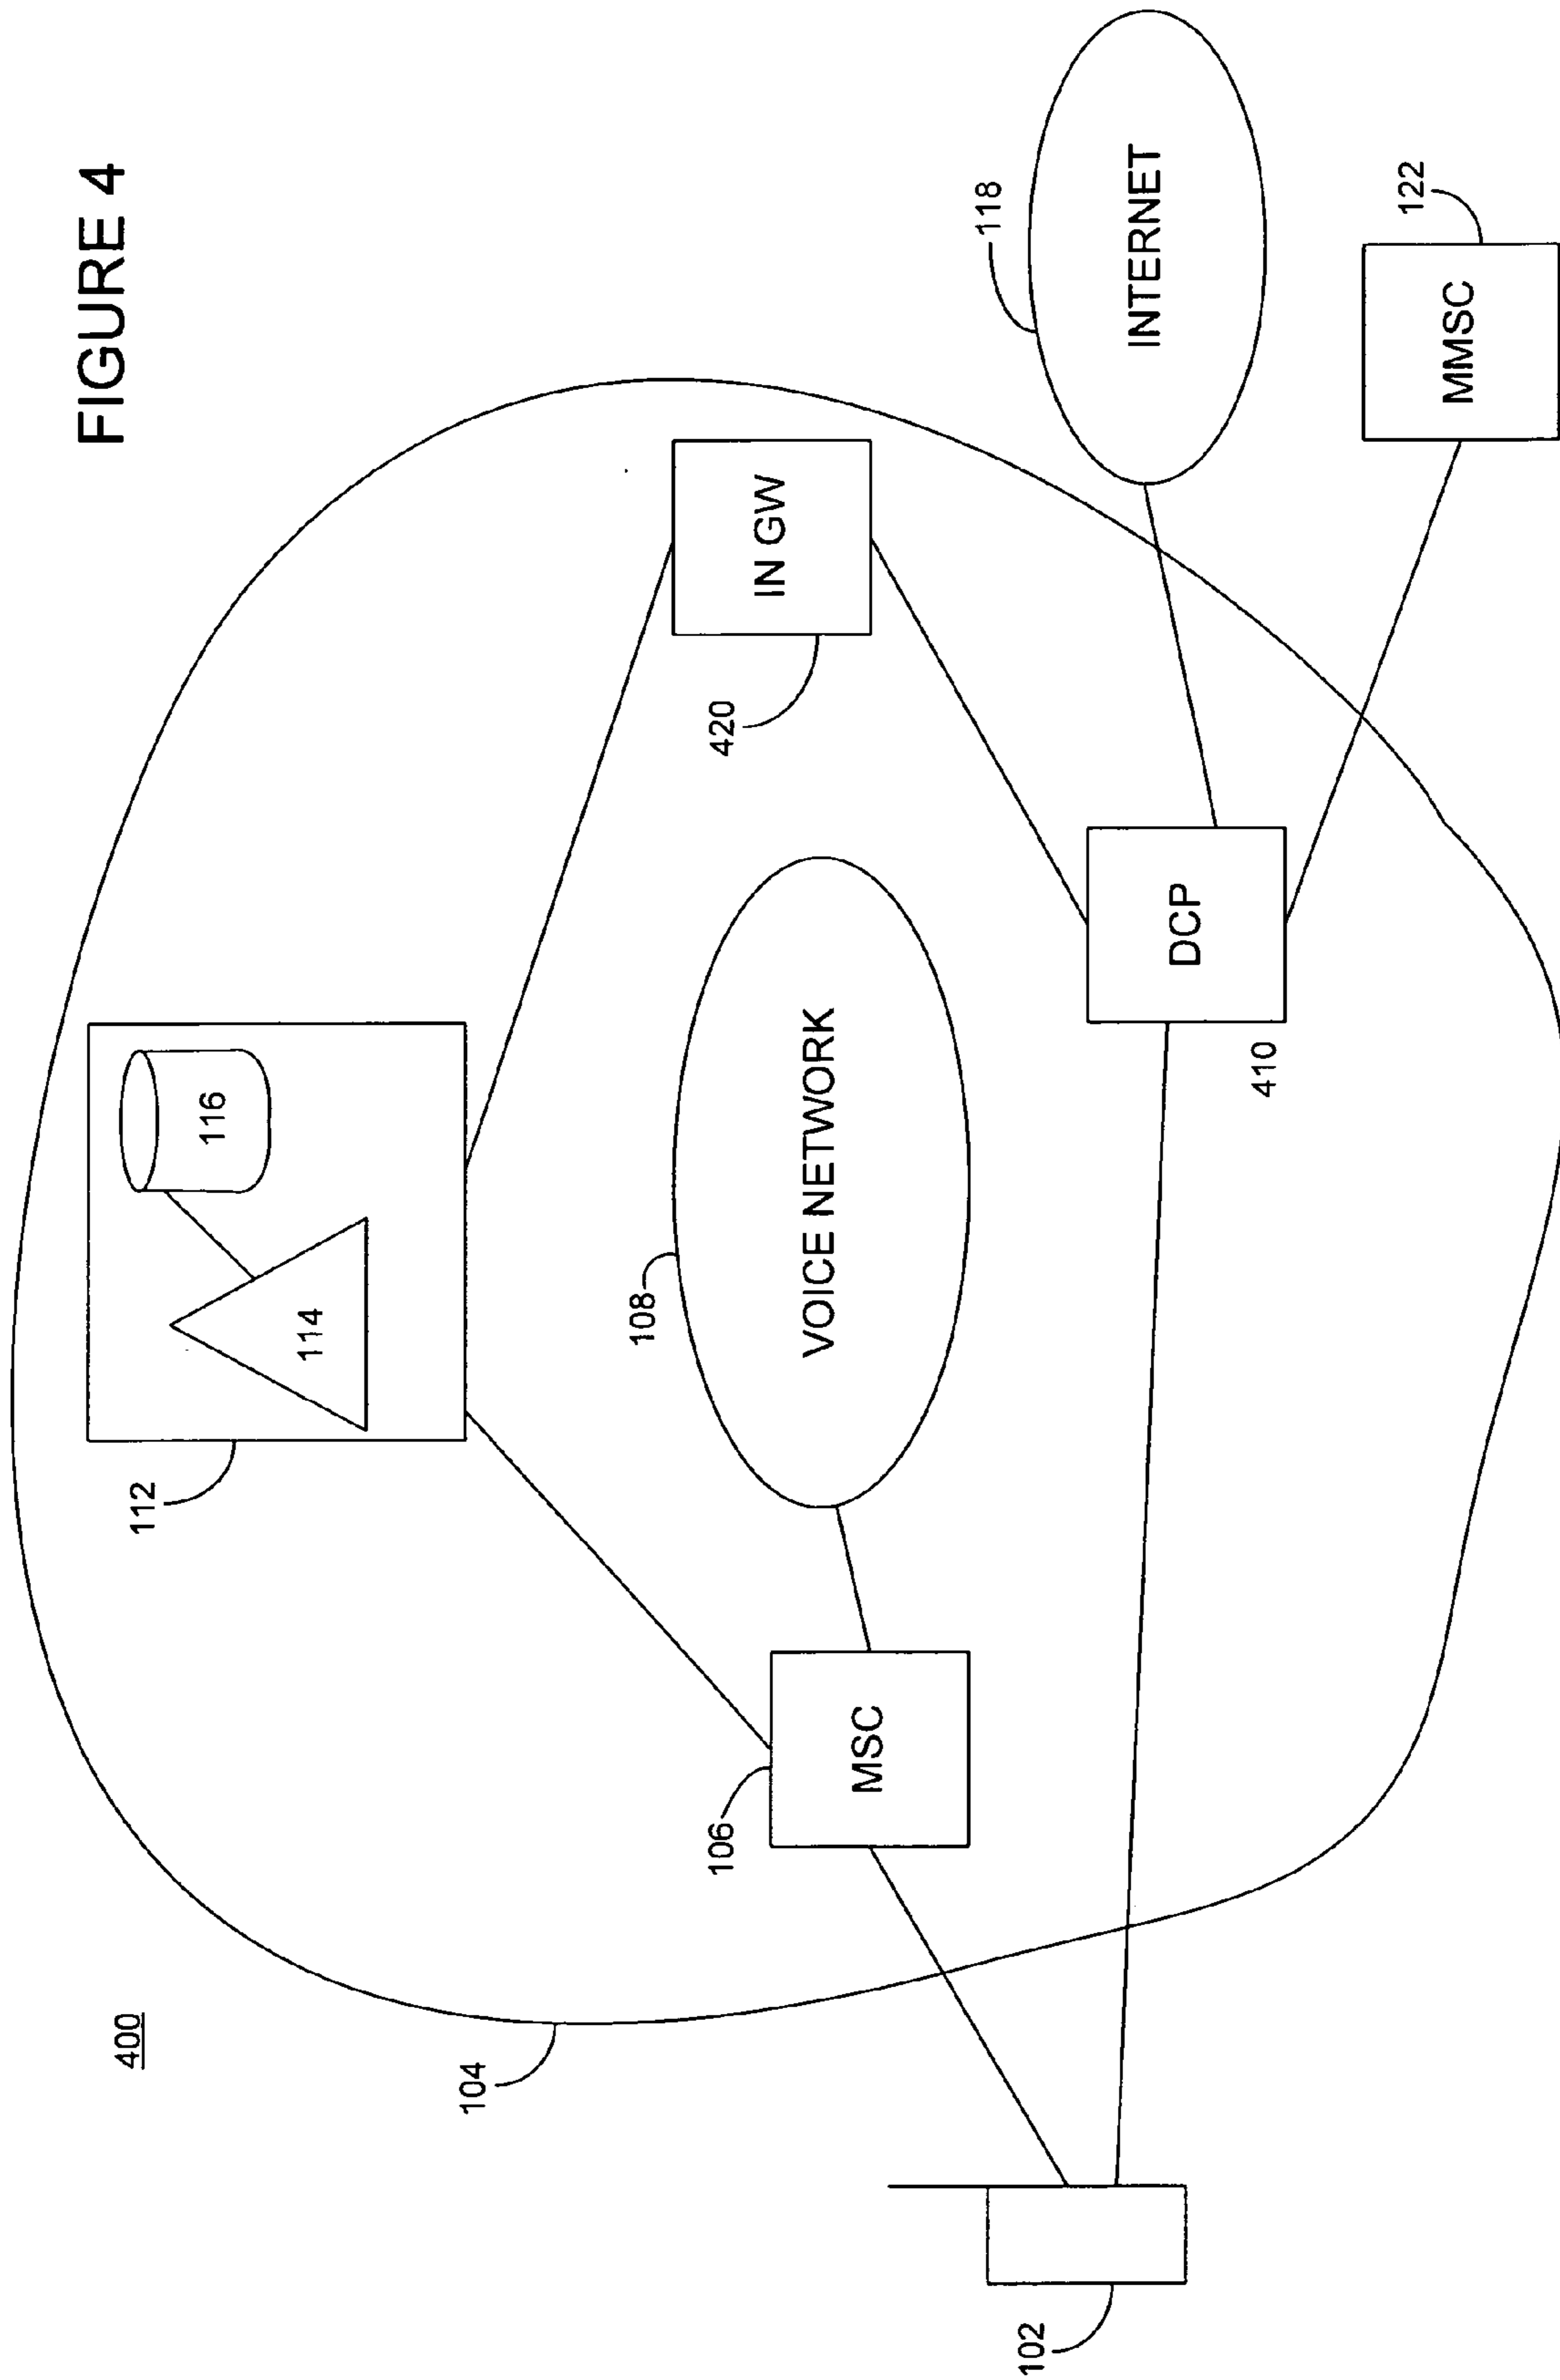 FIGURE 4
400
104
112
114
116
108
VOICE NETWORK
106
MSC
420
IN GW
102
410
DCP
118
INTERNET
122
MMSC